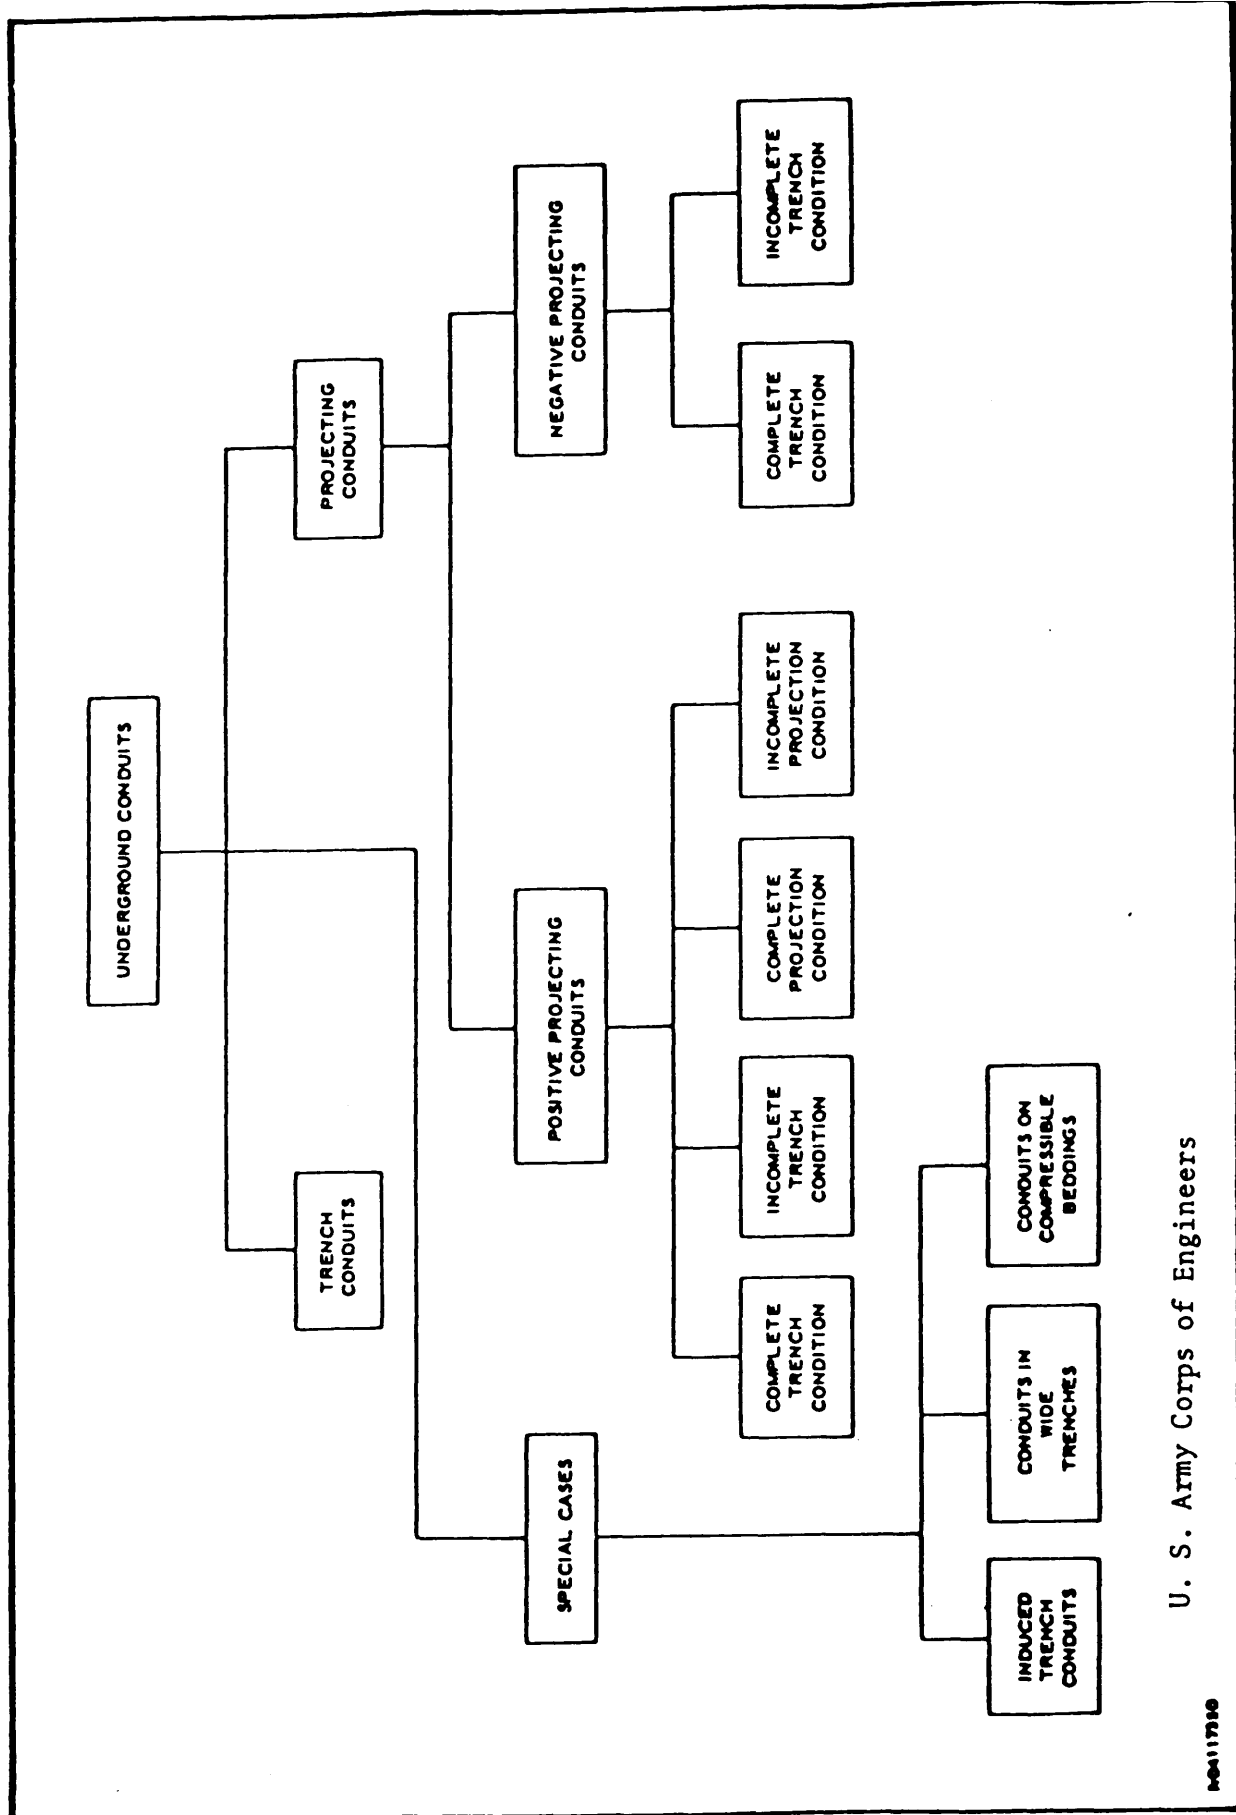 UNDERGROUND CONDUITS
TRENCH
CONDUITS
PROJECTING
CONDUITS
SPECIAL CASES
POSITIVE PROJECTING
CONDUITS
NEGATIVE PROJECTING
CONDUITS
COMPLETE
TRENCH
CONDITION
INCOMPLETE
TRENCH
CONDITION
COMPLETE
PROJECTION
CONDITION
INCOMPLETE
PROJECTION
CONDITION
COMPLETE
TRENCH
CONDITION
INCOMPLETE
TRENCH
CONDITION
INDUCED
TRENCH
CONDUITS
CONDUITS IN
WIDE
TRENCHES
CONDUITS ON
COMPRESSIBLE
BEDDINGS
U. S. Army Corps of Engineers